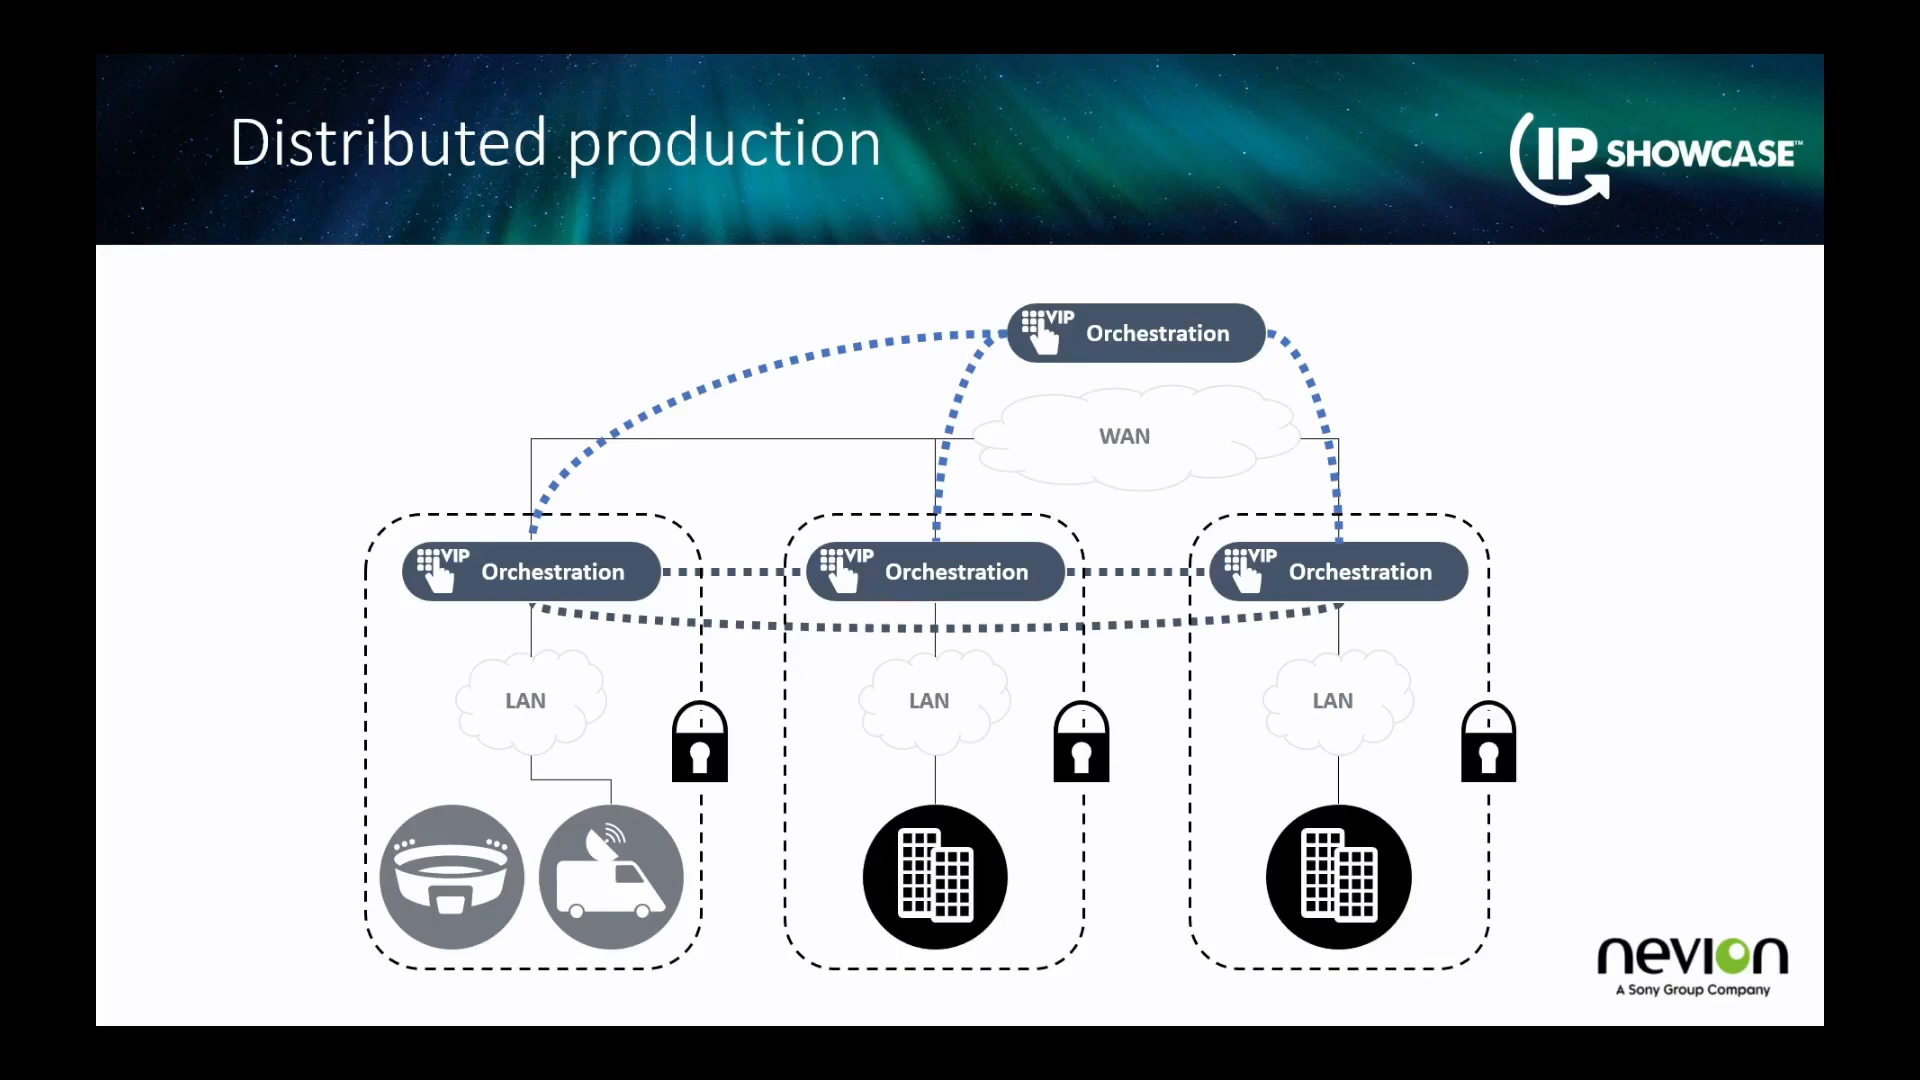 Distributed production
IP SHOWCASE™
VIP Orchestration
WAN
VIP Orchestration
VIP Orchestration
VIP Orchestration
LAN
LAN
LAN
nevion
A Sony Group Company